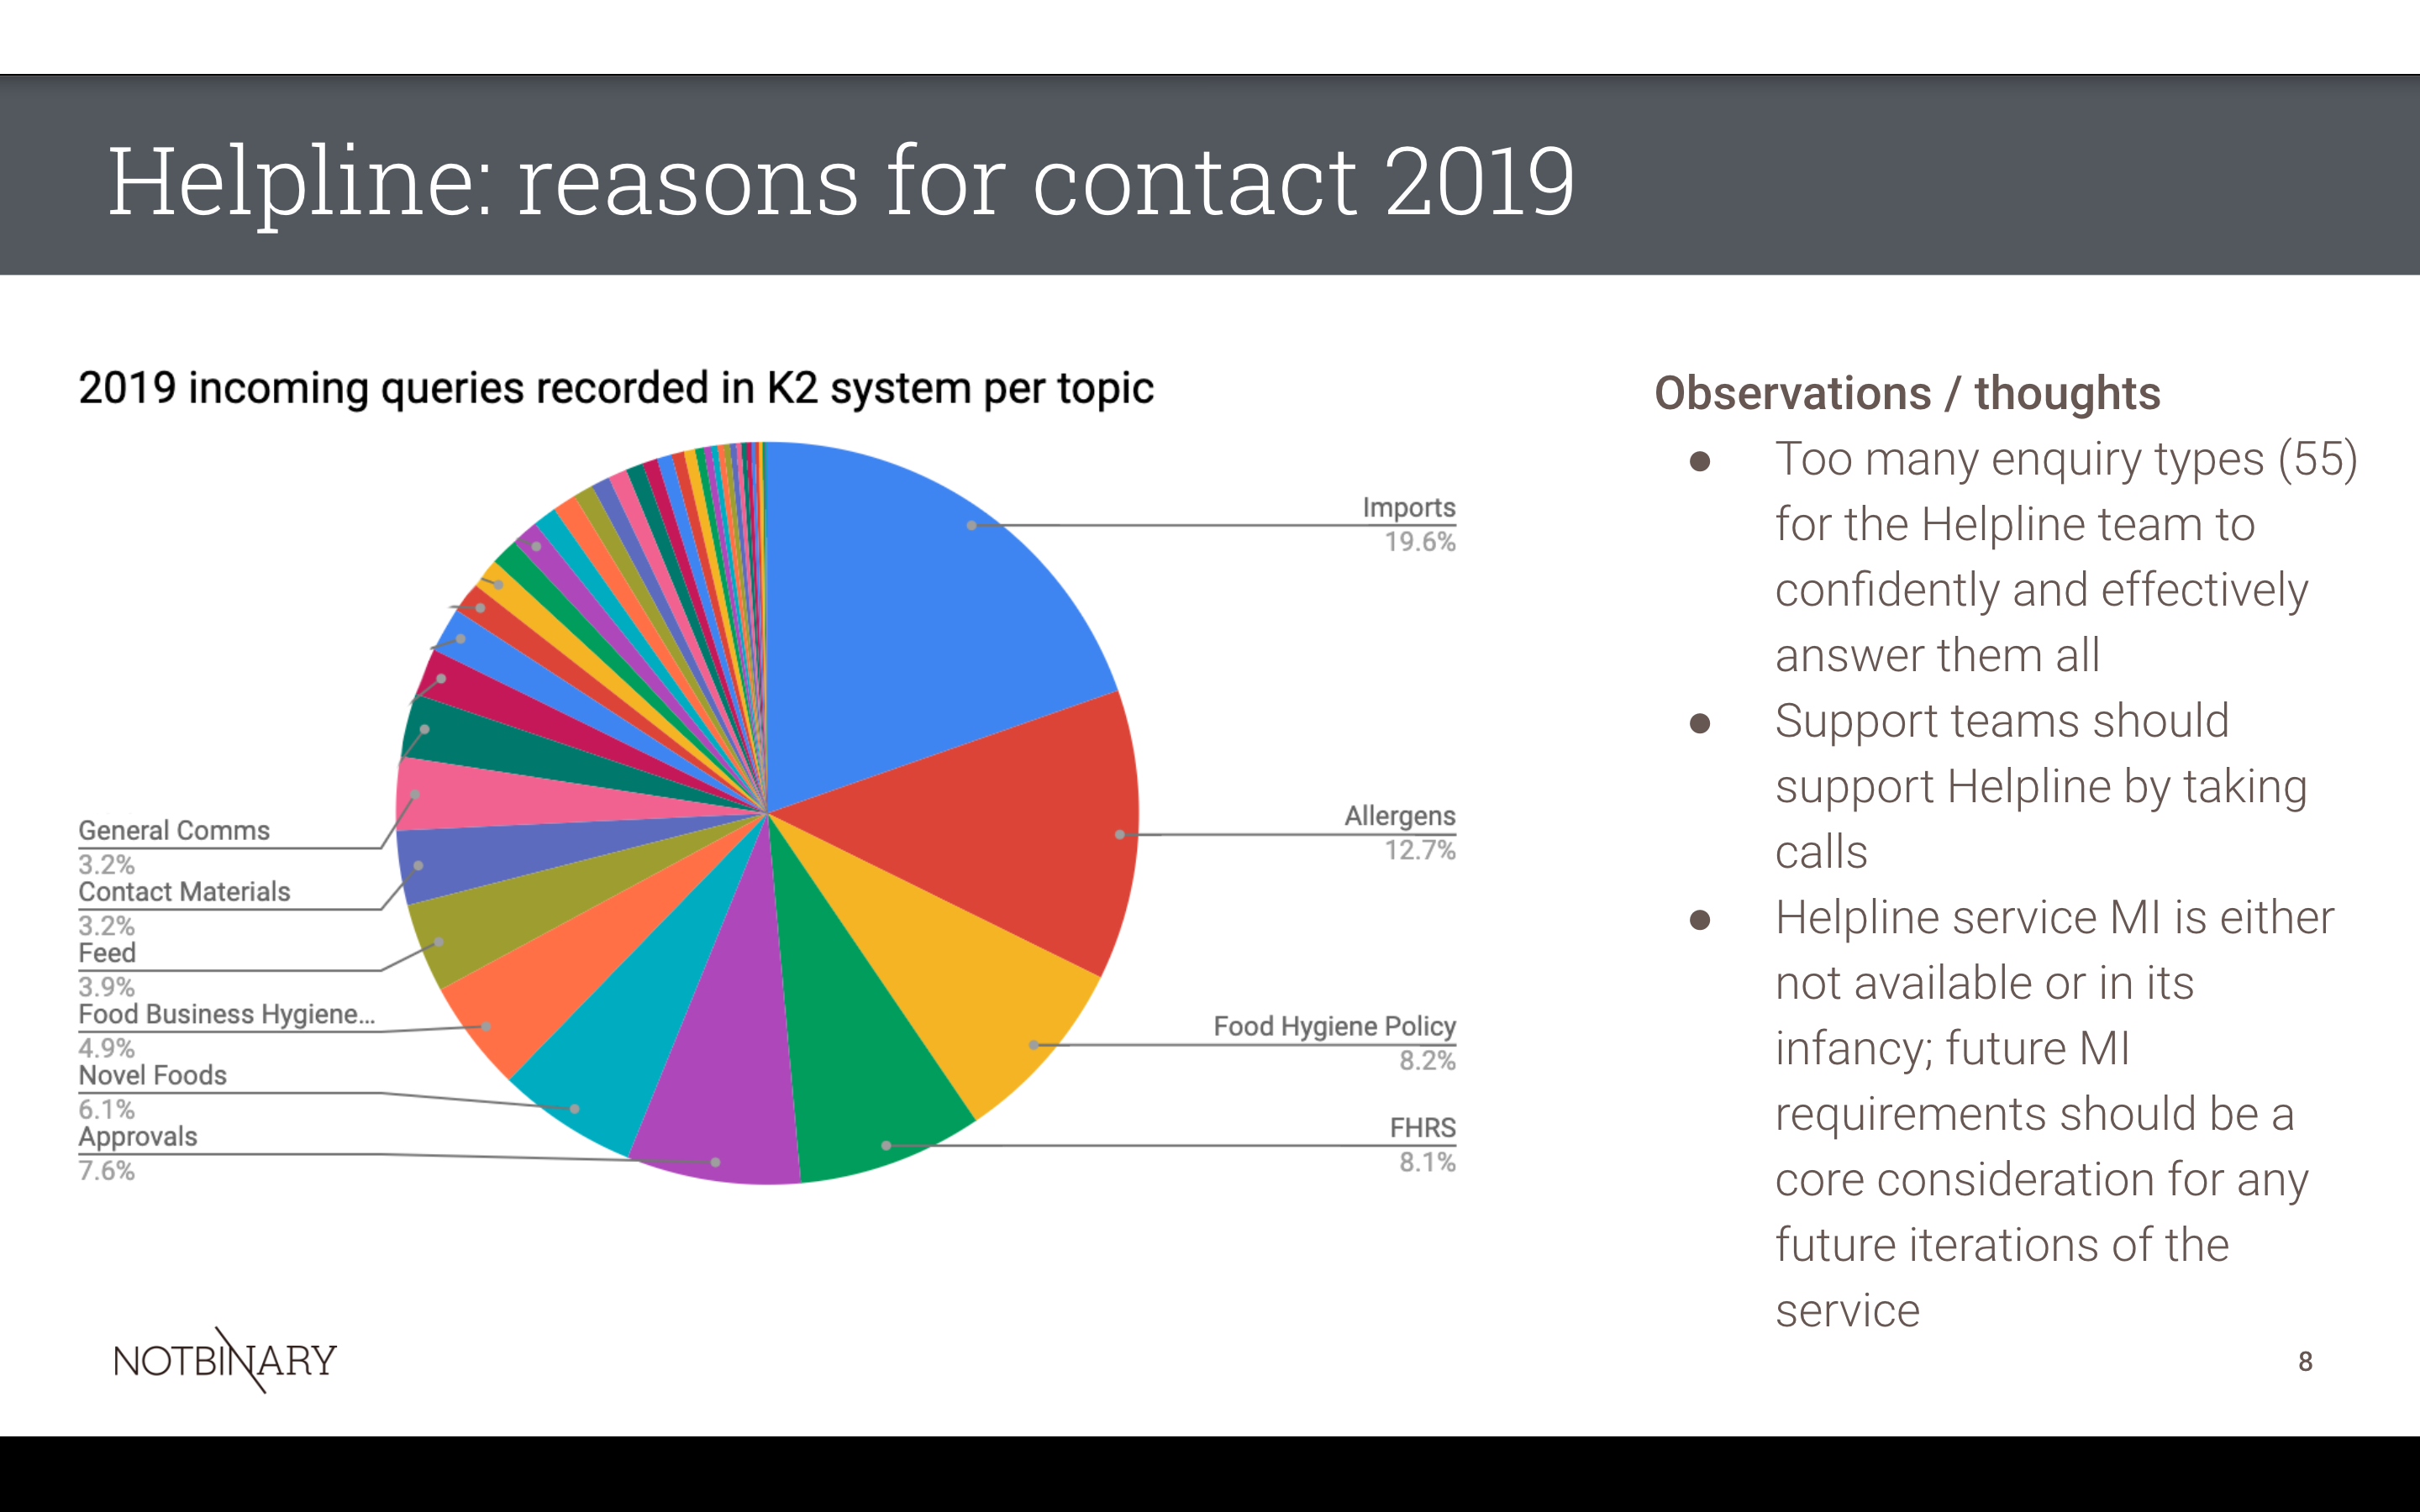 Helpline: reasons for contact 2019
2019 incoming queries recorded in K2 system per topic
Imports
19.6%
Allergens
12.7%
Food Hygiene Policy
8.2%
FHRS
8.1%
General Comms
3.2%
Contact Materials
3.2%
Feed
3.9%
Food Business Hygiene...
4.9%
Novel Foods
6.1%
Approvals
7.6%
Observations / thoughts
● Too many enquiry types (55)
for the Helpline team to
confidently and effectively
answer them all
● Support teams should
support Helpline by taking
calls
● Helpline service MI is either
not available or in its
infancy; future MI
requirements should be a
core consideration for any
future iterations of the
service
NOTBINARY
8